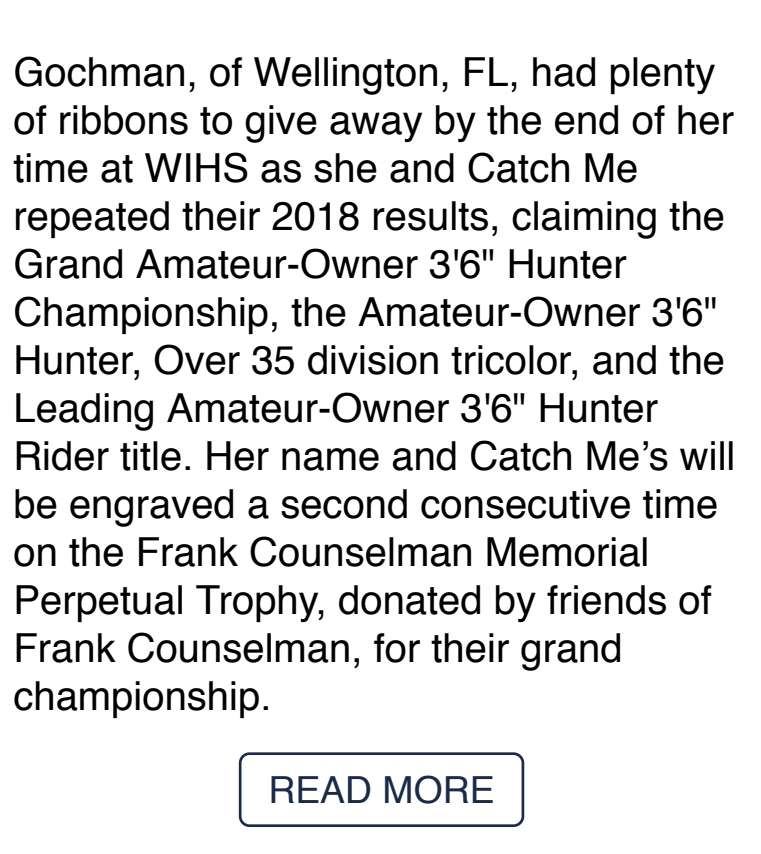 Gochman, of Wellington, FL, had plenty
of ribbons to give away by the end of her
time at WIHS as she and Catch Me
repeated their 2018 results, claiming the
Grand Amateur-Owner 3'6" Hunter
Championship, the Amateur-Owner 3'6"
Hunter, Over 35 division tricolor, and the
Leading Amateur-Owner 3'6" Hunter
Rider title. Her name and Catch Me’s will
be engraved a second consecutive time
on the Frank Counselman Memorial
Perpetual Trophy, donated by friends of
Frank Counselman, for their grand
championship.
READ MORE